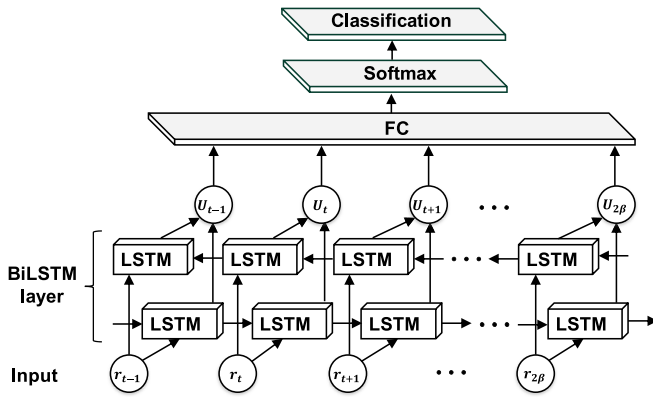 Classification
Softmax
FC
U_{t-1} U_t U_{t+1} ... U_{2β}
BiLSTM
layer
LSTM LSTM LSTM ... LSTM
LSTM LSTM LSTM ... LSTM
Input
r_{t-1} r_t r_{t+1} ... r_{2β}